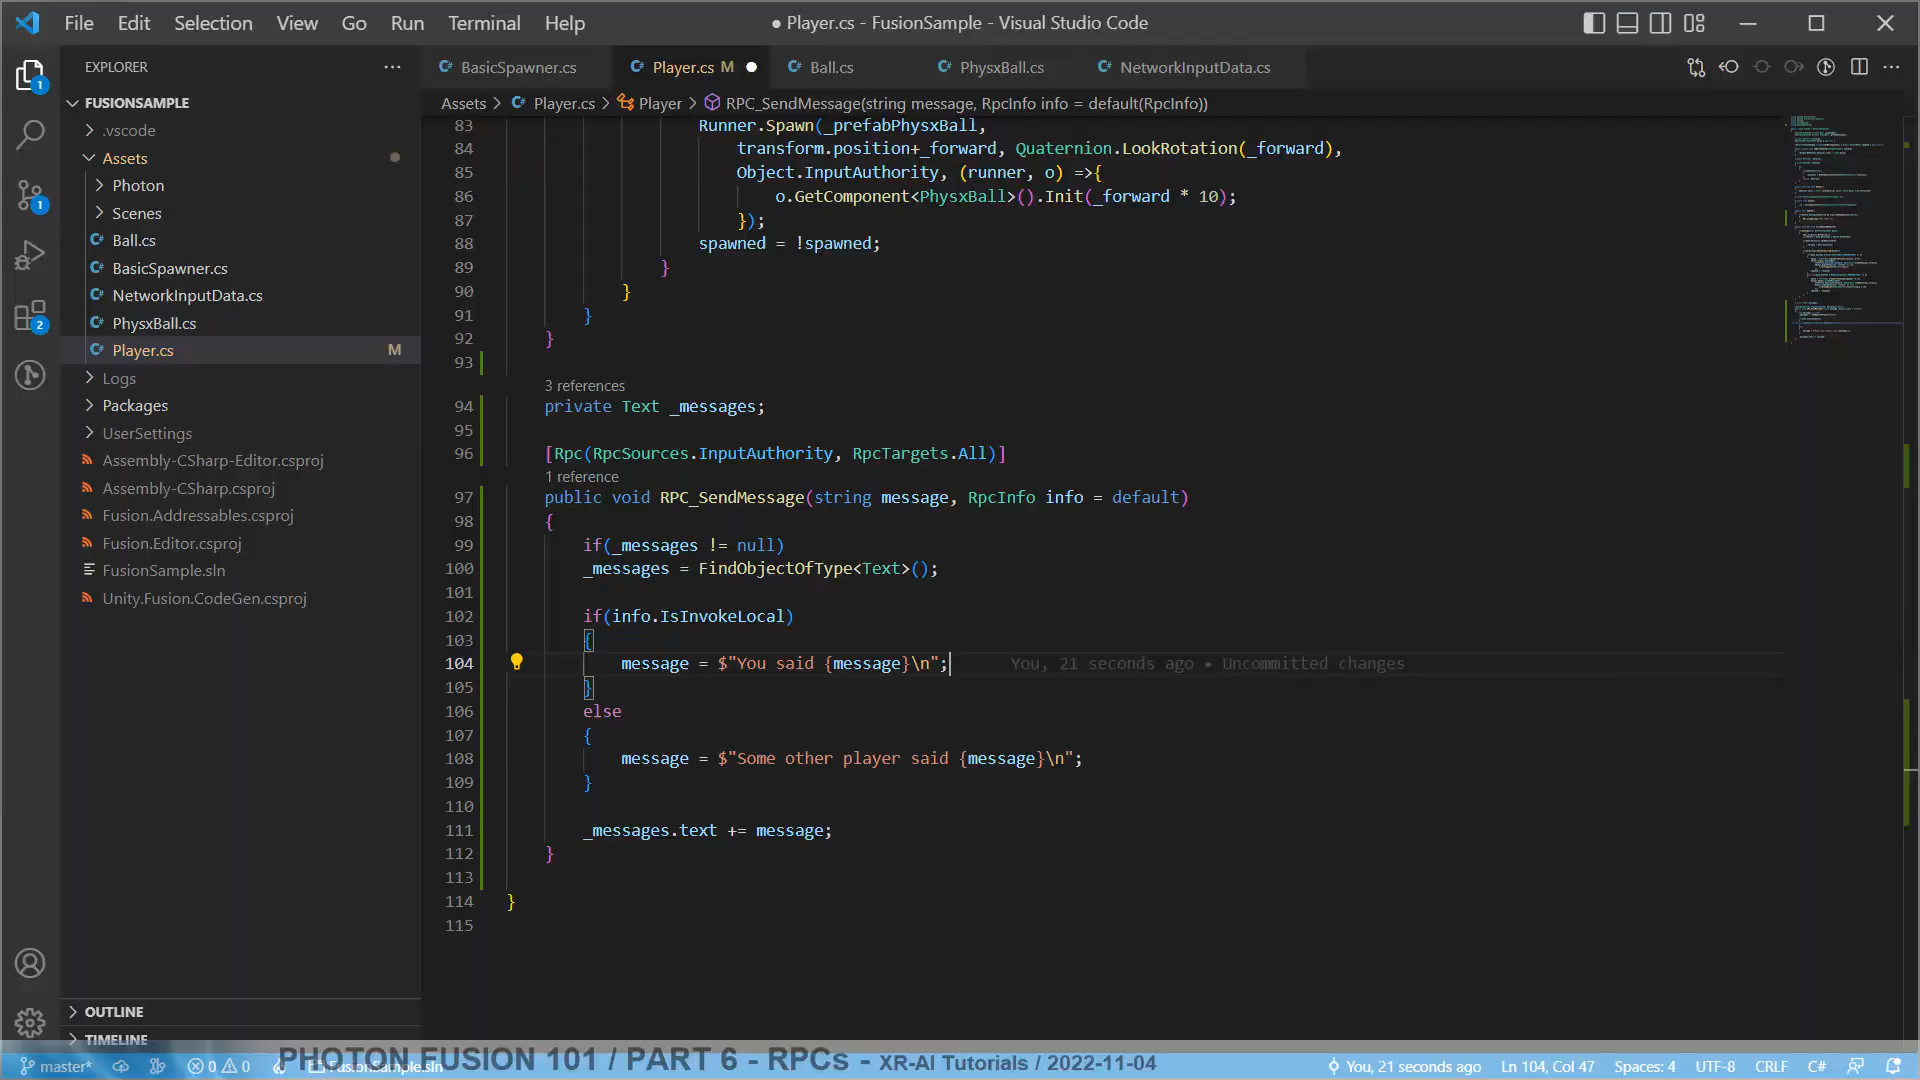 File Edit Selection View Go Run Terminal Help
● Player.cs - FusionSample - Visual Studio Code
EXPLORER
BasicSpawner.cs
Player.cs M
Ball.cs
PhysxBall.cs
NetworkInputData.cs
FUSIONSAMPLE
.vscode
Assets
Photon
Scenes
Ball.cs
BasicSpawner.cs
NetworkInputData.cs
PhysxBall.cs
Player.cs M
Logs
Packages
UserSettings
Assembly-CSharp-Editor.csproj
Assembly-CSharp.csproj
Fusion.Addressables.csproj
Fusion.Editor.csproj
FusionSample.sln
Unity.Fusion.CodeGen.csproj
OUTLINE
TIMELINE
1
1
2
Assets > Player.cs > Player > RPC_SendMessage(string message, RpcInfo info = default(RpcInfo))
83 Runner.Spawn(_prefabPhysxBall,
84 transform.position+_forward, Quaternion.LookRotation(_forward),
85 Object.InputAuthority, (runner, o) =>{
86 o.GetComponent<PhysxBall>().Init(_forward * 10);
87 });
88 spawned = !spawned;
89 }
90 }
91 }
92 }
93
3 references
94 private Text _messages;
95
96 [Rpc(RpcSources.InputAuthority, RpcTargets.All)]
1 reference
97 public void RPC_SendMessage(string message, RpcInfo info = default)
98 {
99 if(_messages != null)
100 _messages = FindObjectOfType<Text>();
101
102 if(info.IsInvokeLocal)
103 {
104 message = $"You said {message}\n"; You, 21 seconds ago • Uncommitted changes
105 }
106 else
107 {
108 message = $"Some other player said {message}\n";
109 }
110
111 _messages.text += message;
112 }
113
114 }
115
master* 0 0 FusionSample.sln
PHOTON FUSION 101 / PART 6 - RPCs - XR-AI Tutorials / 2022-11-04
You, 21 seconds ago Ln 104, Col 47 Spaces: 4 UTF-8 CRLF C#